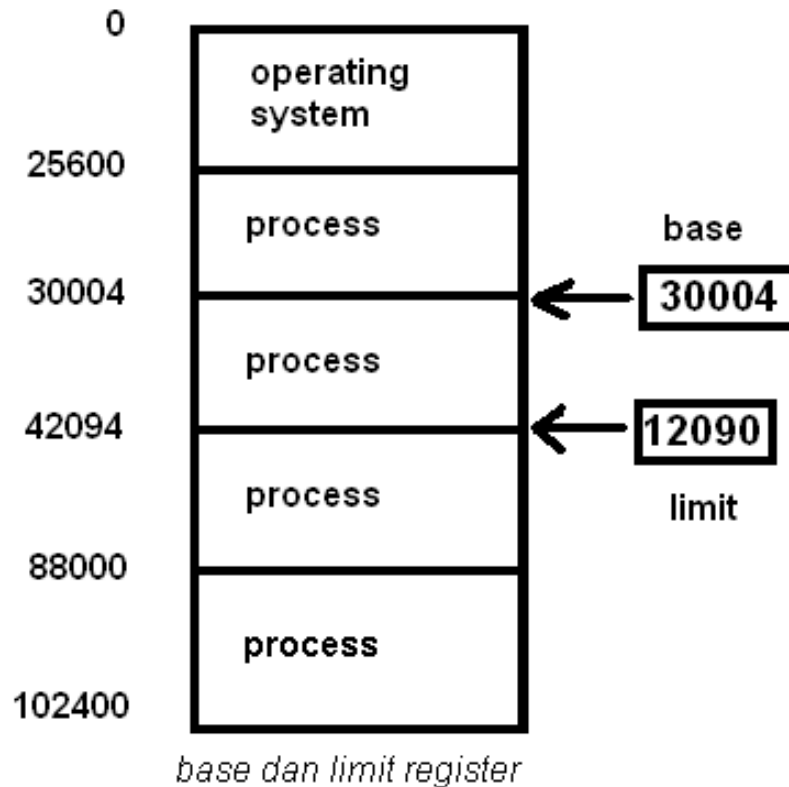 0
operating
system
25600
process
base
30004
30004
process
42094
12090
process
limit
88000
process
102400
base dan limit register